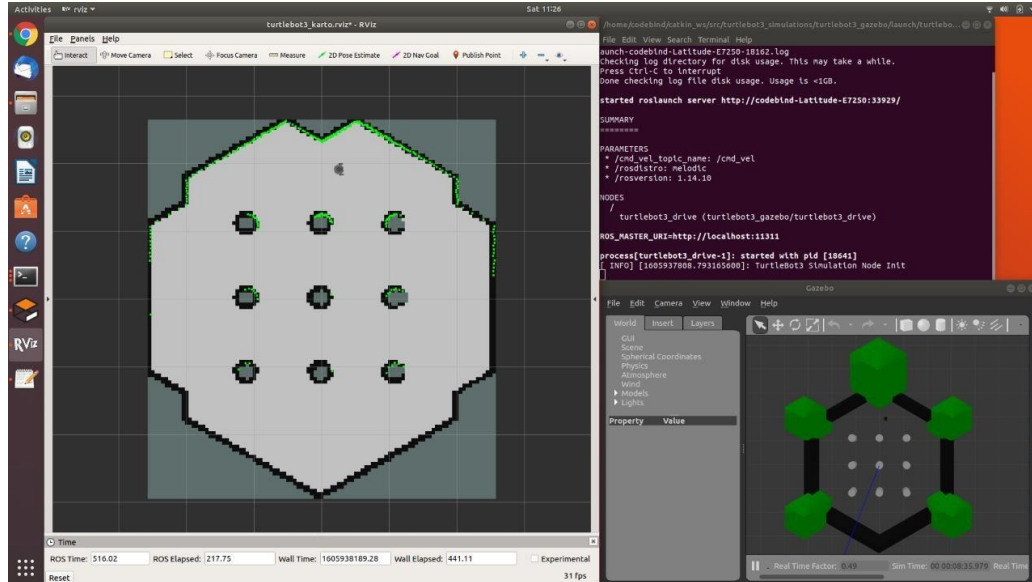 Activities
rviz
Sat 11:26
turtlebot3_karto.rviz* - RViz
File Panels Help
Interact Move Camera Select Focus Camera Measure 2D Pose Estimate 2D Nav Goal Publish Point
RViz
Time
ROS Time: 516.02 ROS Elapsed: 217.75 Wall Time: 1605938189.28 Wall Elapsed: 441.11 Experimental
Reset
31 fps
/home/codebind/catkin_ws/src/turtlebot3_simulations/turtlebot3_gazebo/launch/turtlebo...
File Edit View Search Terminal Help
aunch-codebind-Latitude-E7250-18162.log
Checking log directory for disk usage. This may take a while.
Press Ctrl-C to interrupt
Done checking log file disk usage. Usage is <1GB.
started roslaunch server http://codebind-Latitude-E7250:33929/
SUMMARY
========
PARAMETERS
* /cmd_vel_topic_name: /cmd_vel
* /rosdistro: melodic
* /rosversion: 1.14.10
NODES
/
turtlebot3_drive (turtlebot3_gazebo/turtlebot3_drive)
ROS_MASTER_URI=http://localhost:11311
process[turtlebot3_drive-1]: started with pid [18641]
[ INFO] [1605937808.793165600]: TurtleBot3 Simulation Node Init
Gazebo
File Edit Camera View Window Help
World Insert Layers
GUI
Scene
Spherical Coordinates
Physics
Atmosphere
Wind
Models
Lights
Property Value
Real Time Factor: 0.49 Sim Time: 00 00:08:35.979 Real Time